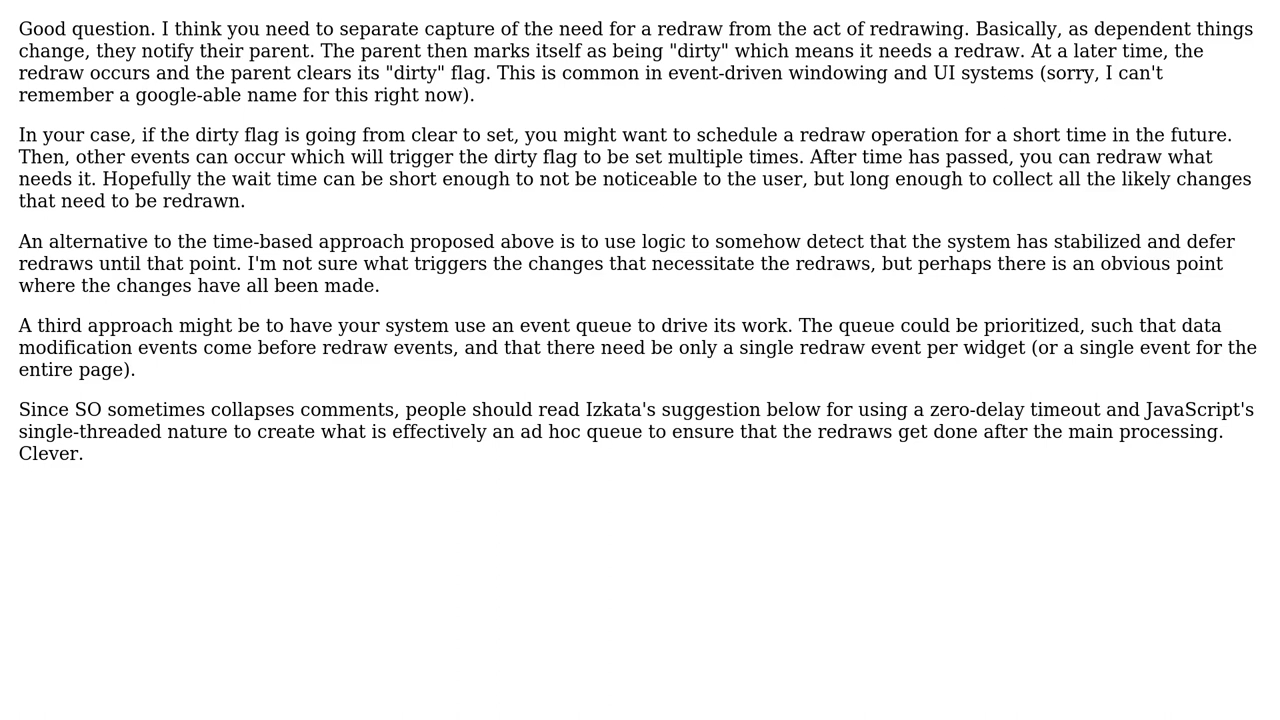 Good question. I think you need to separate capture of the need for a redraw from the act of redrawing. Basically, as dependent things
change, they notify their parent. The parent then marks itself as being "dirty" which means it needs a redraw. At a later time, the
redraw occurs and the parent clears its "dirty" flag. This is common in event-driven windowing and UI systems (sorry, I can't
remember a google-able name for this right now).
In your case, if the dirty flag is going from clear to set, you might want to schedule a redraw operation for a short time in the future.
Then, other events can occur which will trigger the dirty flag to be set multiple times. After time has passed, you can redraw what
needs it. Hopefully the wait time can be short enough to not be noticeable to the user, but long enough to collect all the likely changes
that need to be redrawn.
An alternative to the time-based approach proposed above is to use logic to somehow detect that the system has stabilized and defer
redraws until that point. I'm not sure what triggers the changes that necessitate the redraws, but perhaps there is an obvious point
where the changes have all been made.
A third approach might be to have your system use an event queue to drive its work. The queue could be prioritized, such that data
modification events come before redraw events, and that there need be only a single redraw event per widget (or a single event for the
entire page).
Since SO sometimes collapses comments, people should read Izkata's suggestion below for using a zero-delay timeout and JavaScript's
single-threaded nature to create what is effectively an ad hoc queue to ensure that the redraws get done after the main processing.
Clever.